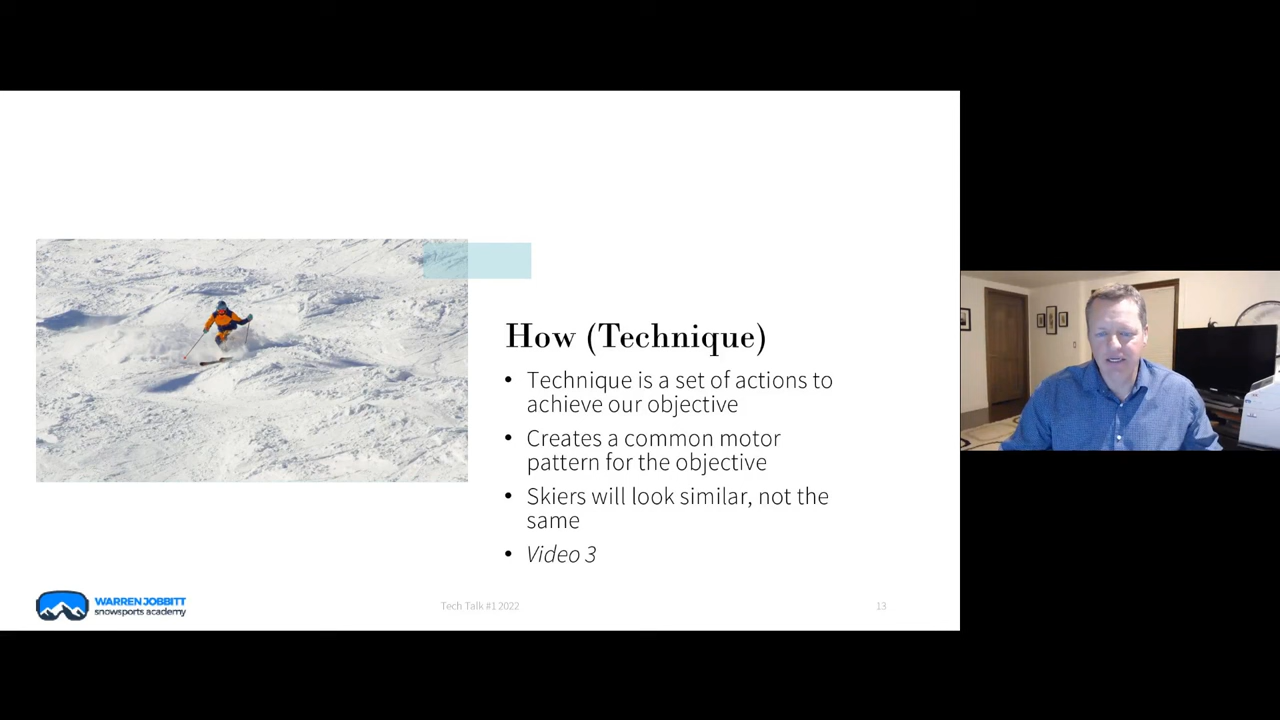 How (Technique)
• Technique is a set of actions to
achieve our objective
• Creates a common motor
pattern for the objective
• Skiers will look similar, not the
same
• Video 3
WARREN JOBBITT
snowsports academy
Tech Talk #1 2022
13